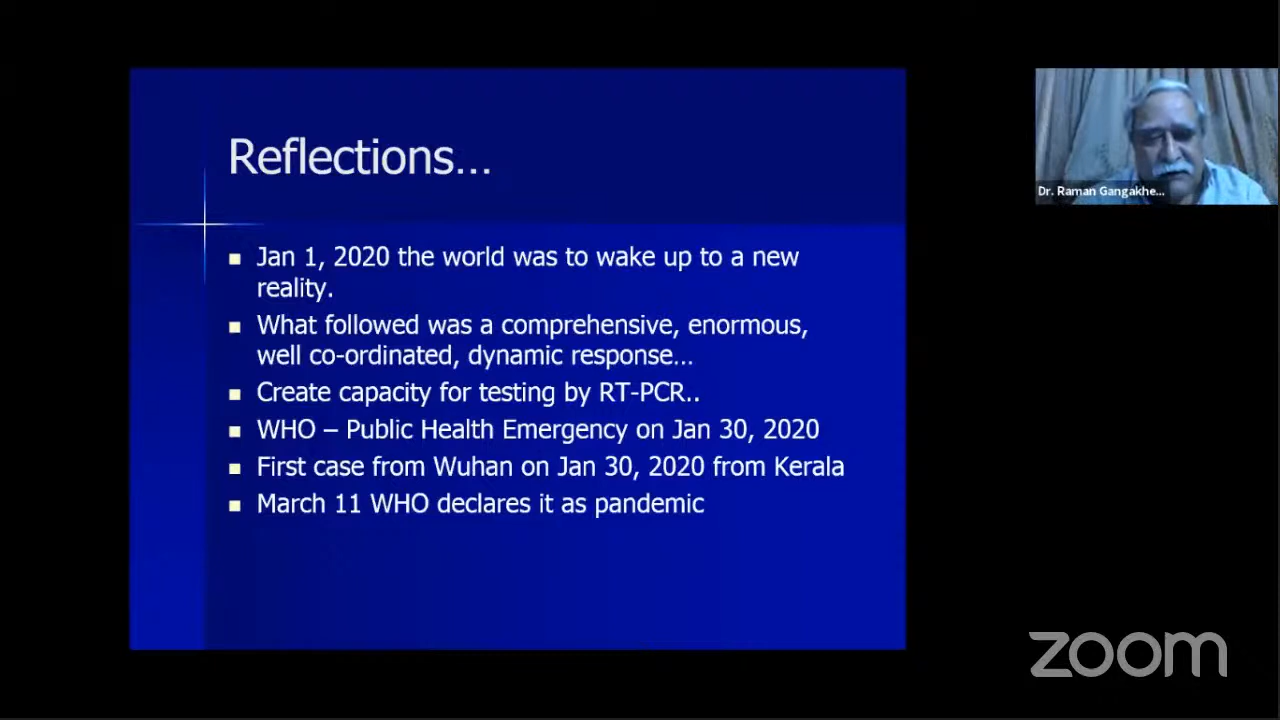 Reflections...
Jan 1, 2020 the world was to wake up to a new
reality.
What followed was a comprehensive, enormous,
well co-ordinated, dynamic response...
Create capacity for testing by RT-PCR..
WHO – Public Health Emergency on Jan 30, 2020
First case from Wuhan on Jan 30, 2020 from Kerala
March 11 WHO declares it as pandemic
Dr. Raman Gangakhe...
zoom